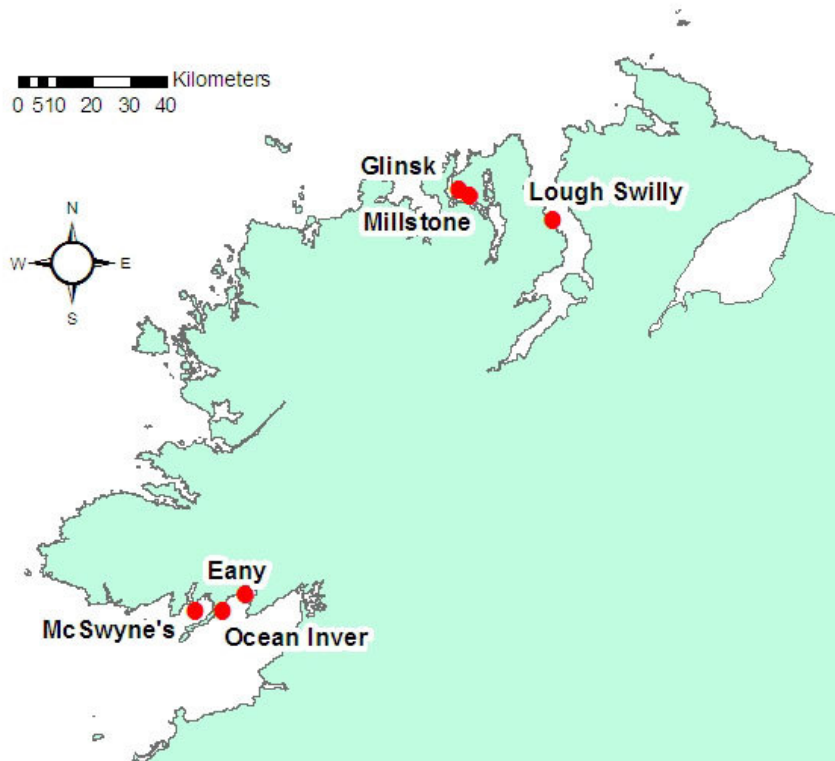 Kilometers
0 510 20 30 40
Glinsk
Lough Swilly
Millstone
N
W E
S
Eany
McSwyne's
Ocean Inver